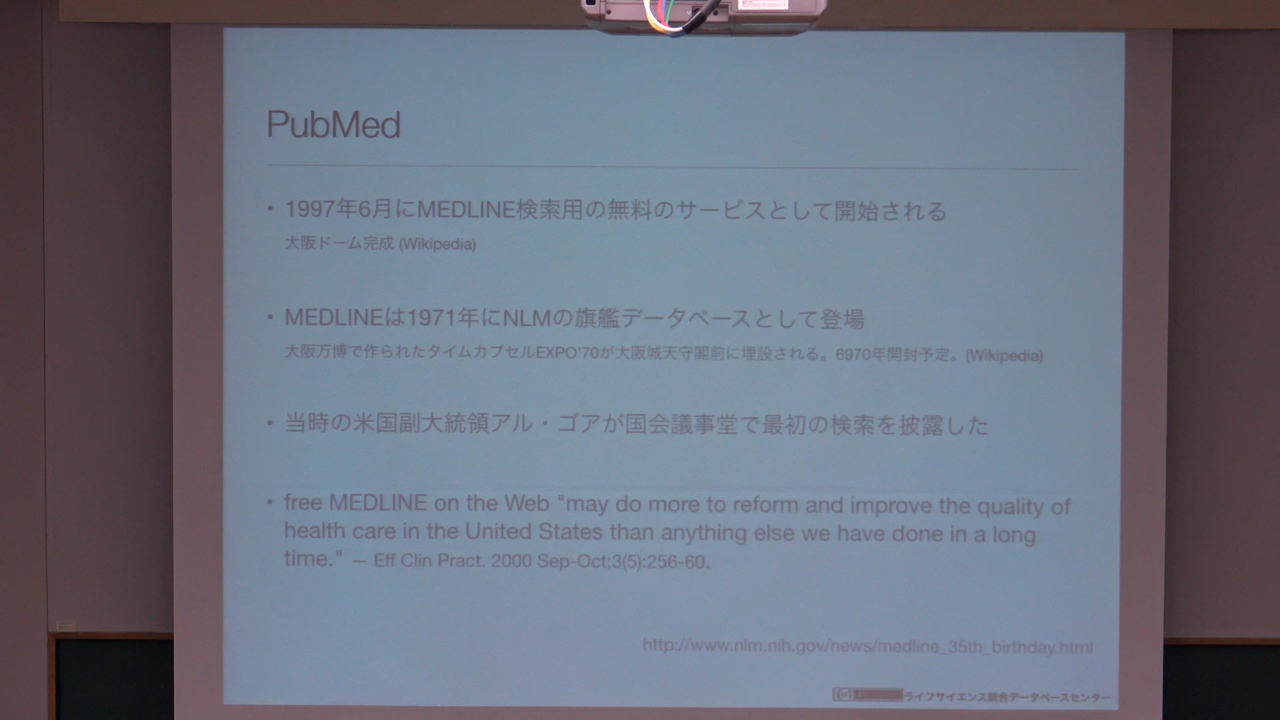 PubMed
• 1997年6月にMEDLINE検索用の無料のサービスとして開始される
大阪ドーム完成 (Wikipedia)
• MEDLINEは1971年にNLMの旗艦データベースとして登場
大阪万博で作られたタイムカプセルEXPO'70が大阪城天守閣前に埋設される。6970年開封予定。(Wikipedia)
• 当時の米国副大統領アル・ゴアが国会議事堂で最初の検索を披露した
• free MEDLINE on the Web "may do more to reform and improve the quality of
health care in the United States than anything else we have done in a long
time." — Eff Clin Pract. 2000 Sep-Oct;3(5):256-60.
http://www.nlm.nih.gov/news/medline_35th_birthday.html
ライフサイエンス統合データベースセンター